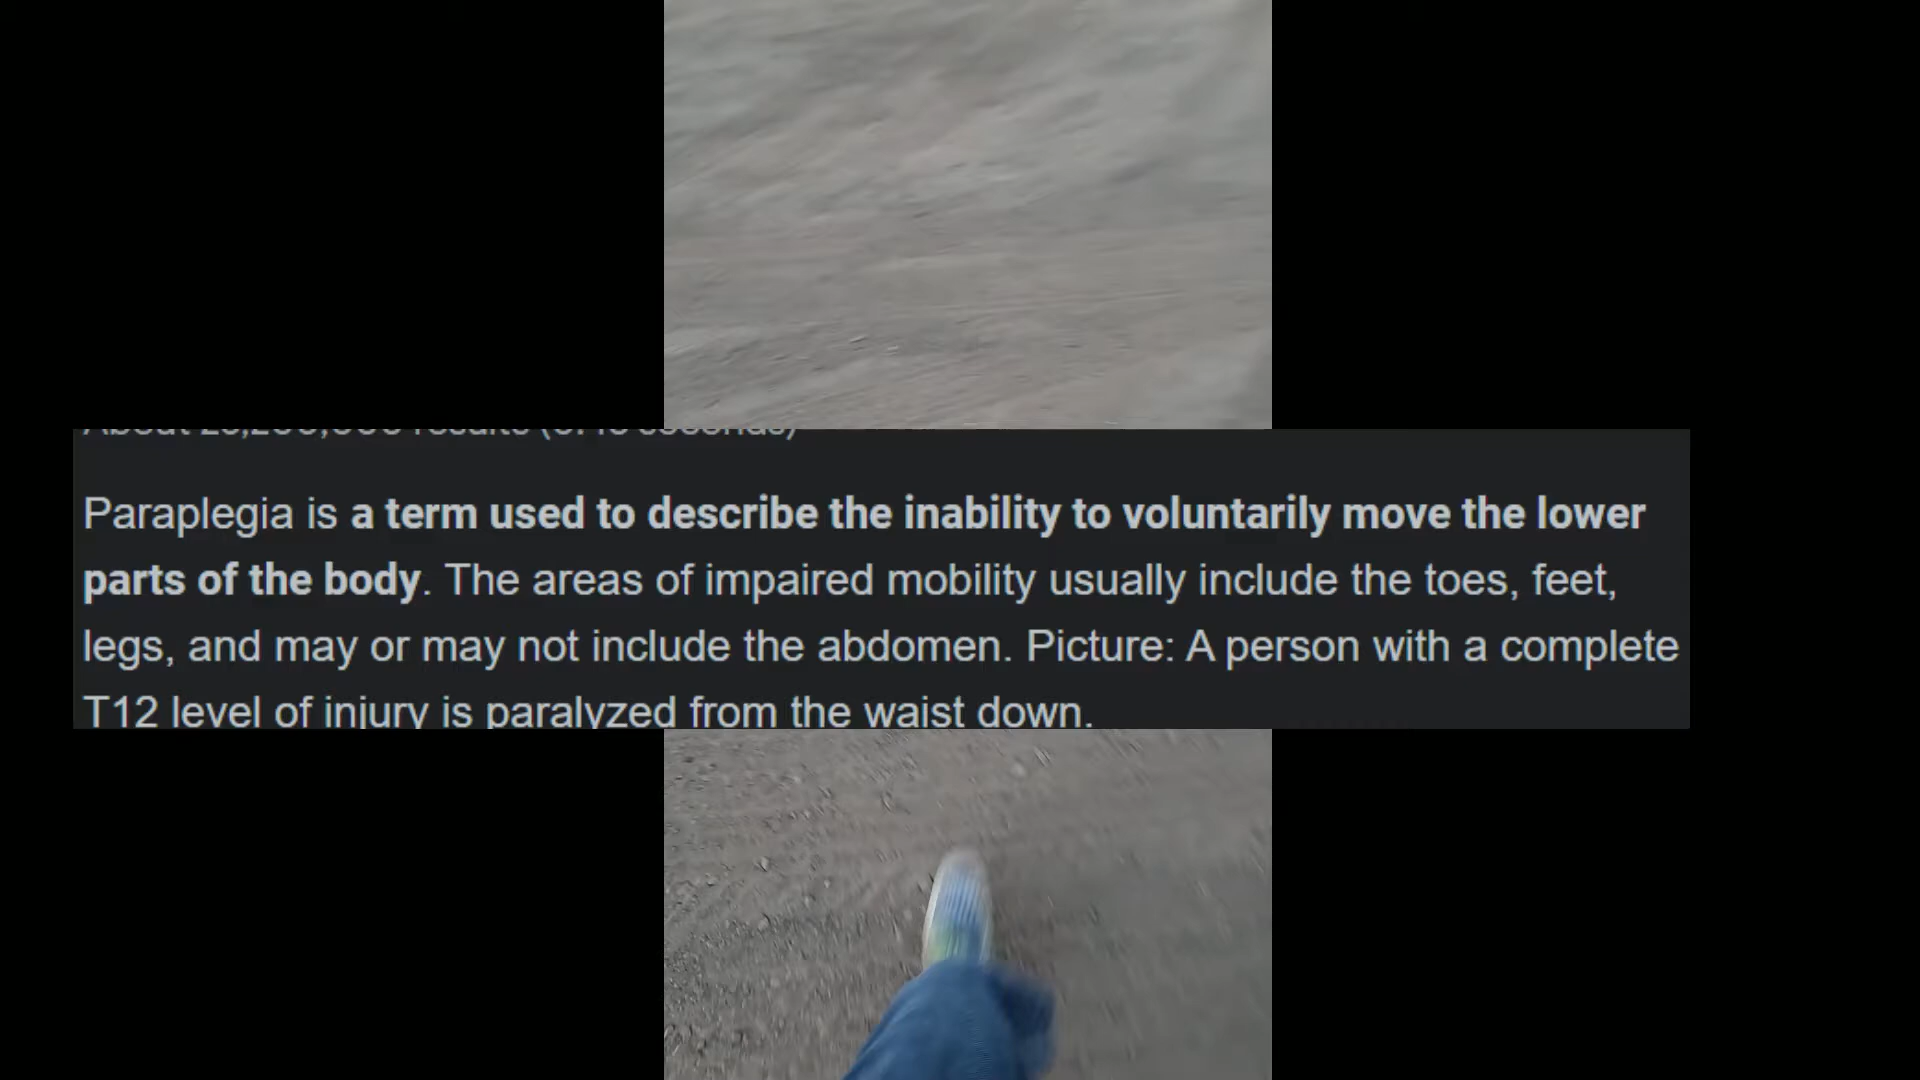 Paraplegia is a term used to describe the inability to voluntarily move the lower
parts of the body. The areas of impaired mobility usually include the toes, feet,
legs, and may or may not include the abdomen. Picture: A person with a complete
T12 level of injury is paralyzed from the waist down.